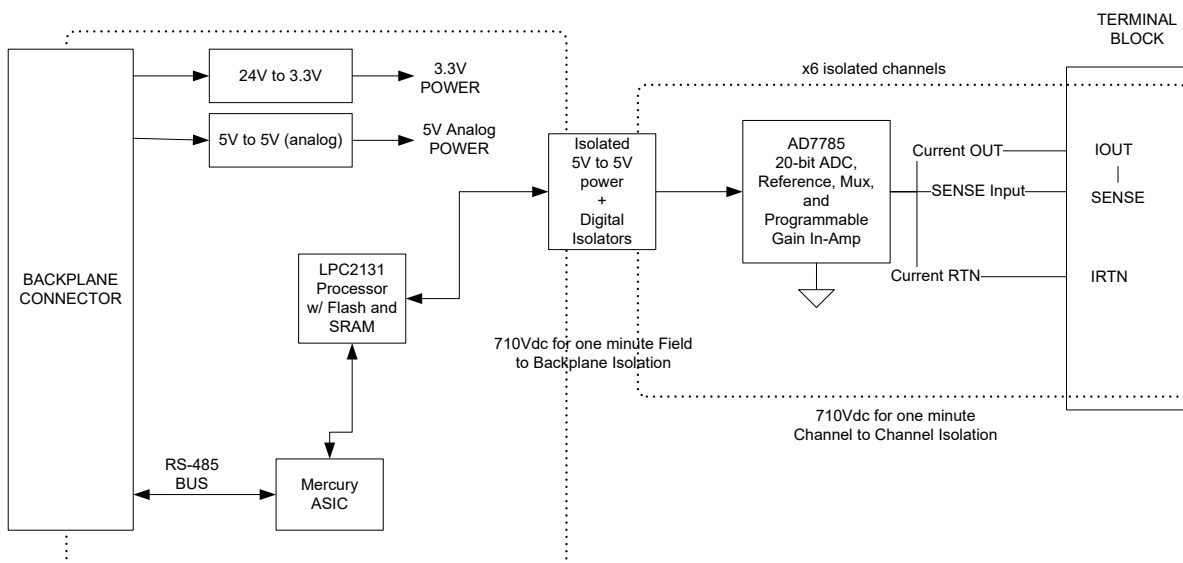 TERMINAL
BLOCK
x6 isolated channels
24V to 3.3V
3.3V
POWER
5V to 5V (analog)
5V Analog
POWER
Isolated
5V to 5V
power
+
Digital
Isolators
AD7785
20-bit ADC,
Reference, Mux,
and
Programmable
Gain In-Amp
Current OUT
SENSE Input
Current RTN
IOUT
SENSE
IRTN
BACKPLANE
CONNECTOR
LPC2131
Processor
w/ Flash and
SRAM
710Vdc for one minute Field
to Backplane Isolation
710Vdc for one minute
Channel to Channel Isolation
RS-485
BUS
Mercury
ASIC